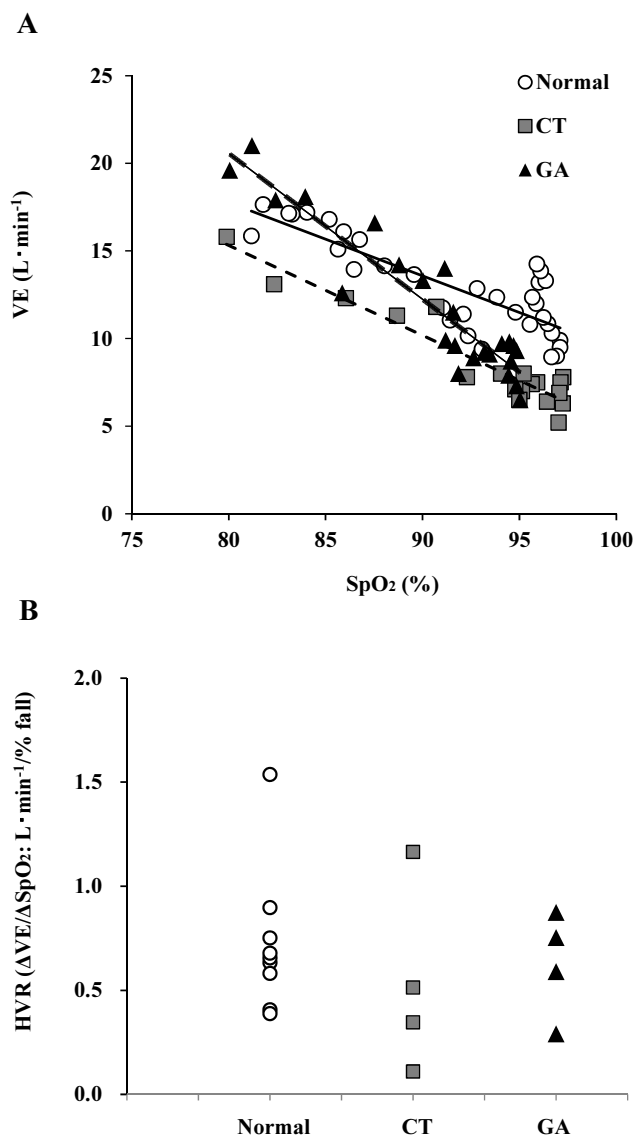 A
25
20
15
10
5
0
VE (L・min-1)
Normal
CT
GA
75 80 85 90 95 100
SpO2 (%)
B
2.0
1.5
1.0
0.5
0.0
HVR (ΔVE/ΔSpO2: L・min-1/% fall)
Normal CT GA